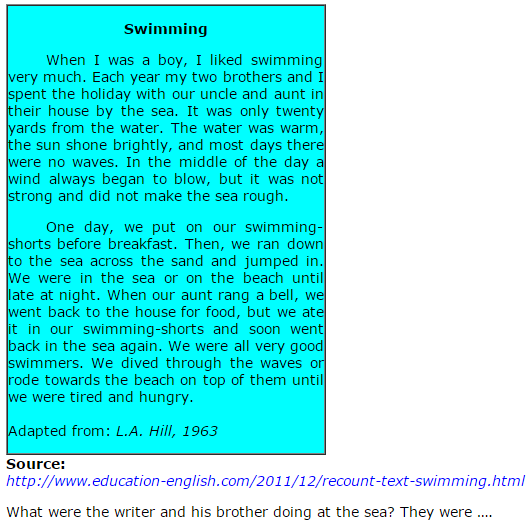 Swimming
When I was a boy, I liked swimming
very much. Each year my two brothers and I
spent the holiday with our uncle and aunt in
their house by the sea. It was only twenty
yards from the water. The water was warm,
the sun shone brightly, and most days there
were no waves. In the middle of the day a
wind always began to blow, but it was not
strong and did not make the sea rough.
One day, we put on our swimming-
shorts before breakfast. Then, we ran down
to the sea across the sand and jumped in.
We were in the sea or on the beach until
late at night. When our aunt rang a bell, we
went back to the house for food, but we ate
it in our swimming-shorts and soon went
back in the sea again. We were all very good
swimmers. We dived through the waves or
rode towards the beach on top of them until
we were tired and hungry.
Adapted from: L.A. Hill, 1963
Source:
http://www.education-english.com/2011/12/recount-text-swimming.html
What were the writer and his brother doing at the sea? They were ....